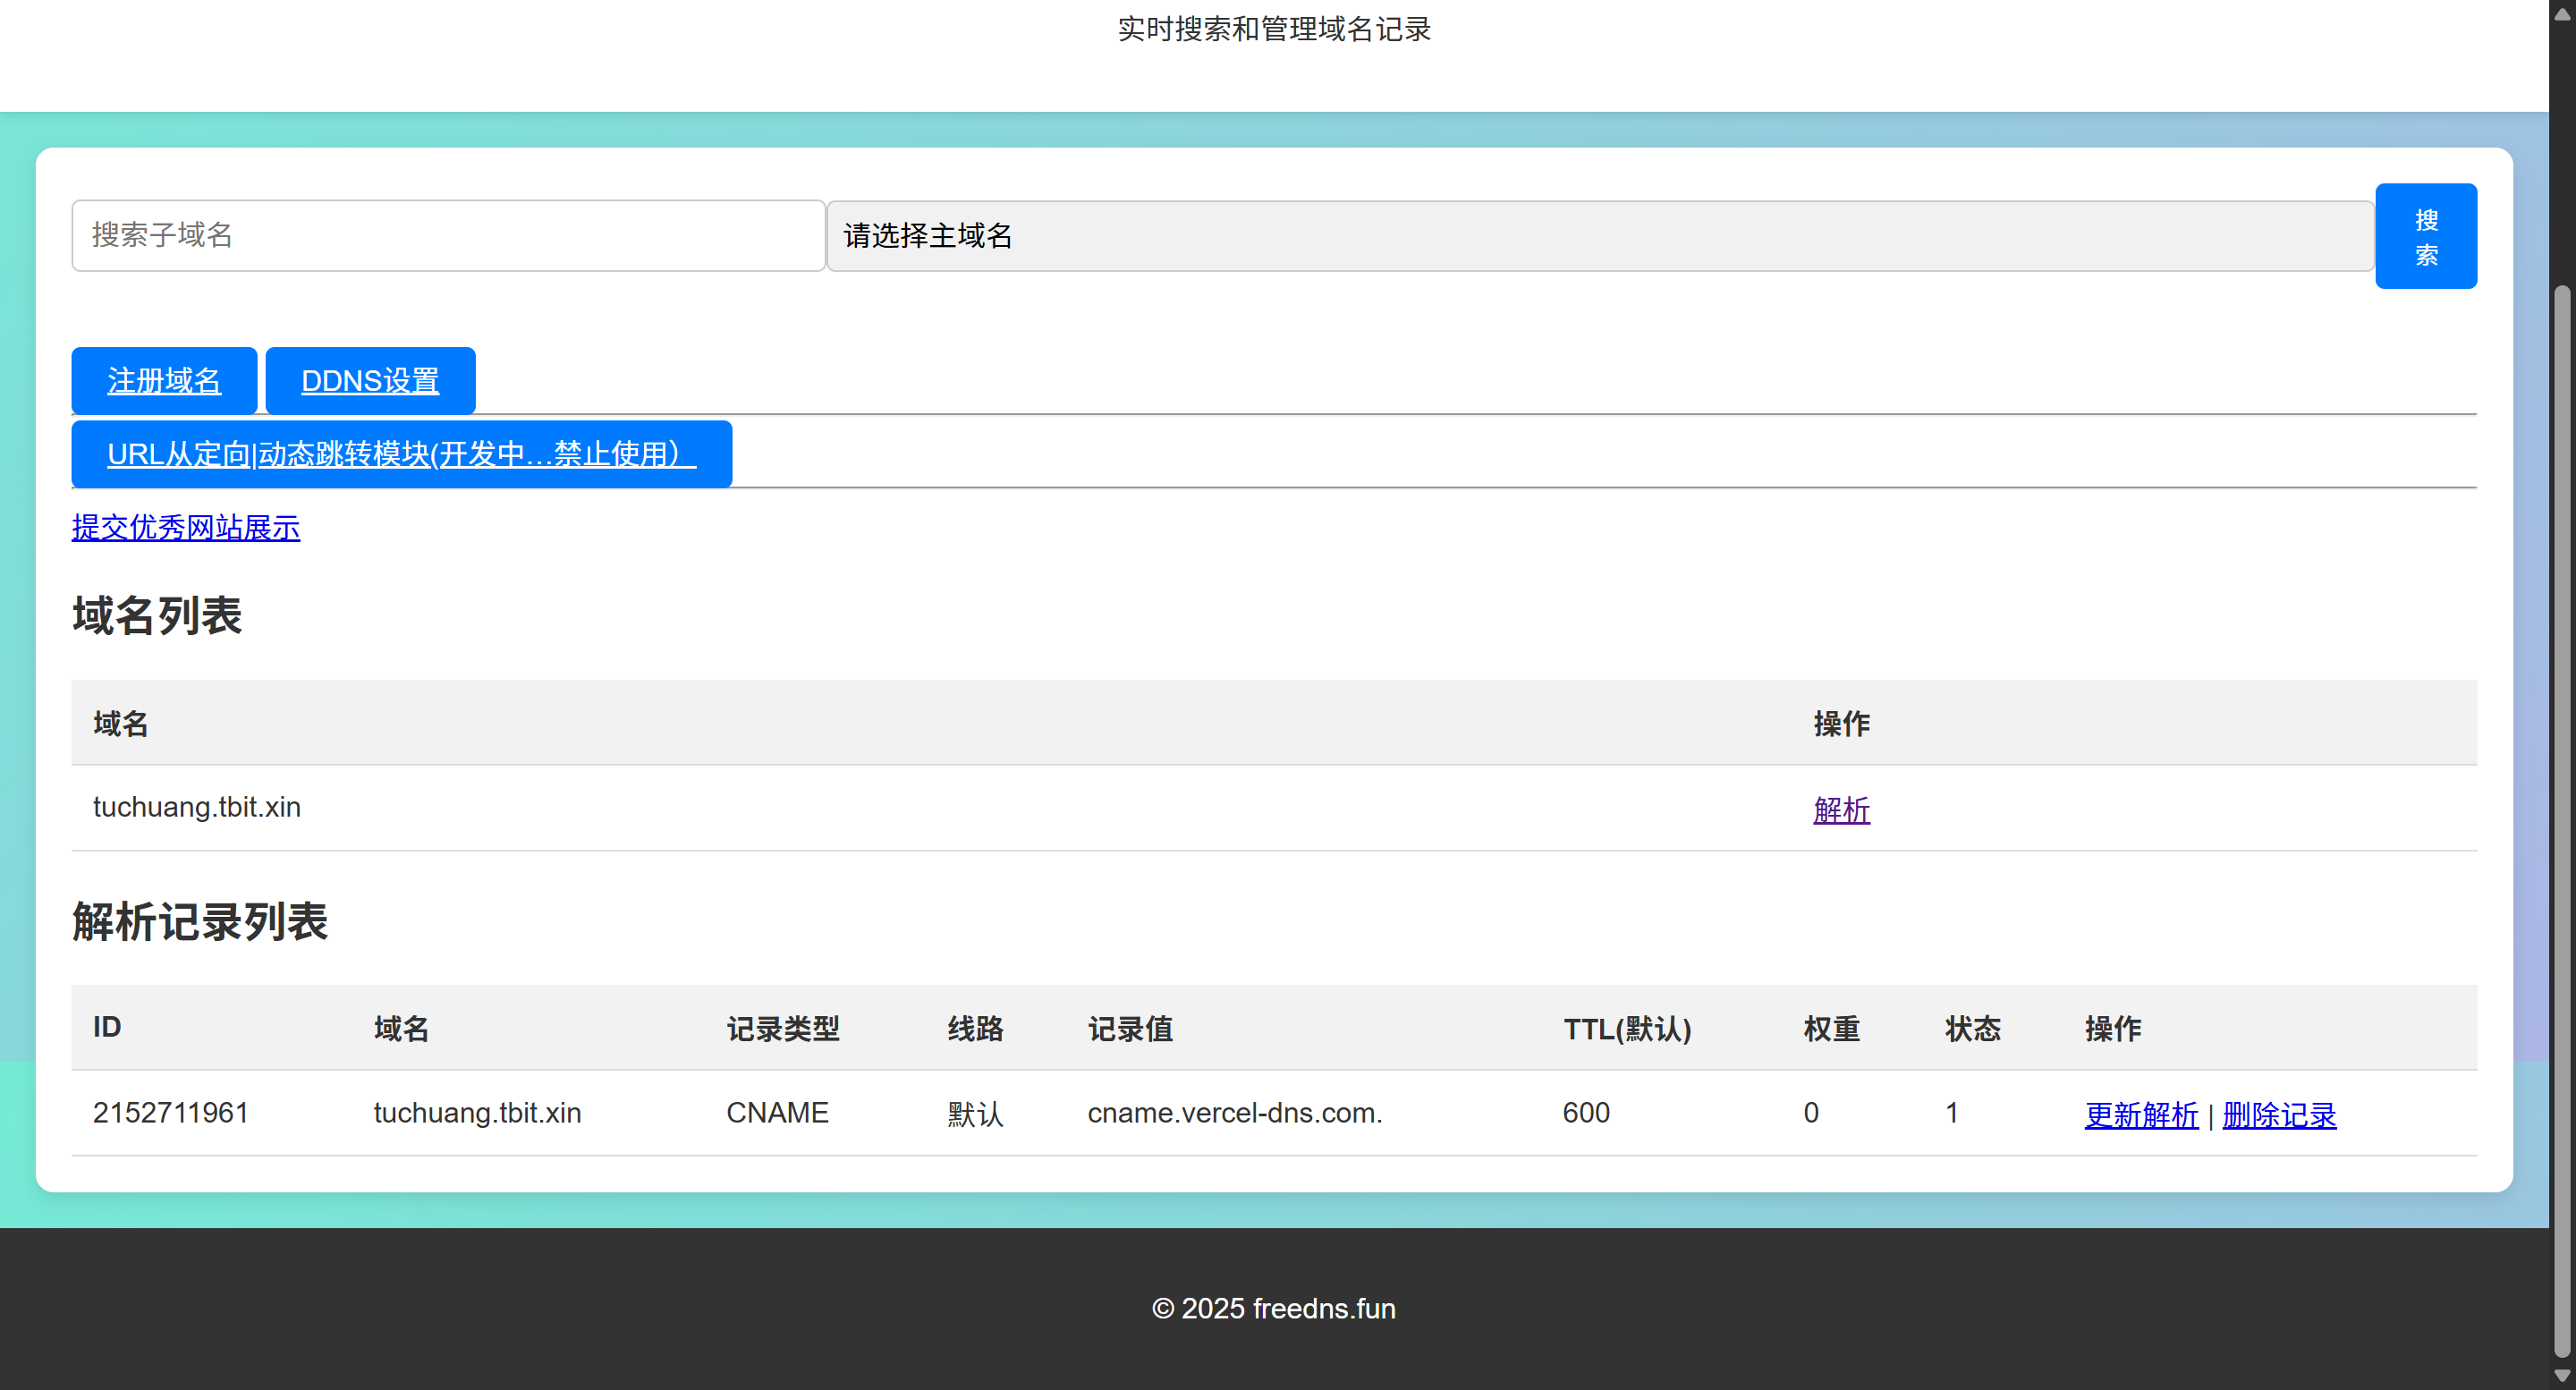 实时搜索和管理域名记录
搜索子域名 请选择主域名 搜索
注册域名 DDNS设置
URL从定向|动态跳转模块(开发中...禁止使用）
提交优秀网站展示
域名列表
域名 操作
tuchuang.tbit.xin 解析
解析记录列表
ID 域名 记录类型 线路 记录值 TTL(默认) 权重 状态 操作
2152711961 tuchuang.tbit.xin CNAME 默认 cname.vercel-dns.com. 600 0 1 更新解析 | 删除记录
© 2025 freedns.fun